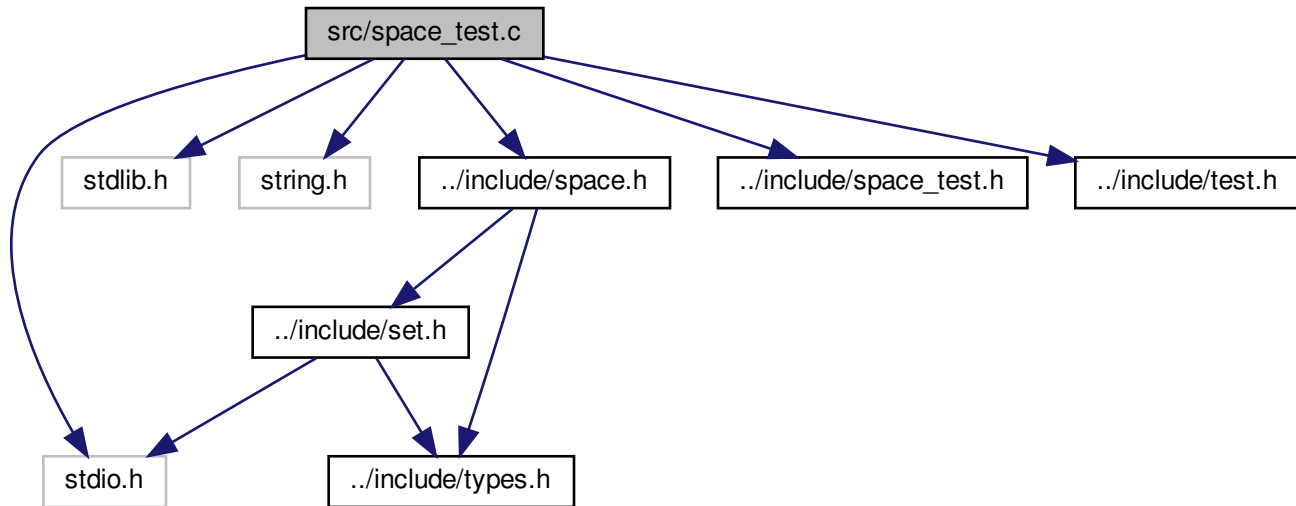 src/space_test.c
stdlib.h
string.h
../include/space.h
../include/space_test.h
../include/test.h
../include/set.h
stdio.h
../include/types.h